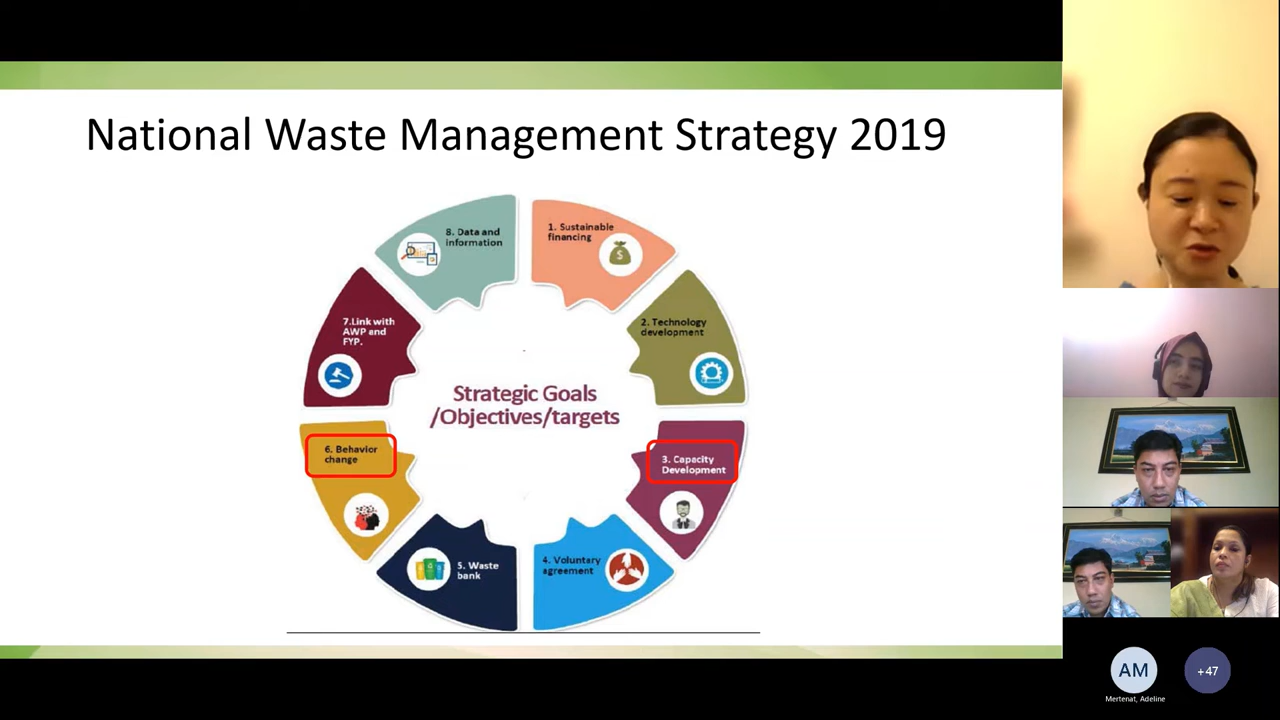 National Waste Management Strategy 2019
8. Data and
information
1. Sustainable
financing
$
7.Link with
AWP and
FYP.
2. Technology
development
Strategic Goals
/Objectives/targets
6. Behavior
change
3. Capacity
Development
5. Waste
bank
4. Voluntary
agreement
AM
+47
Mertenat, Adeline